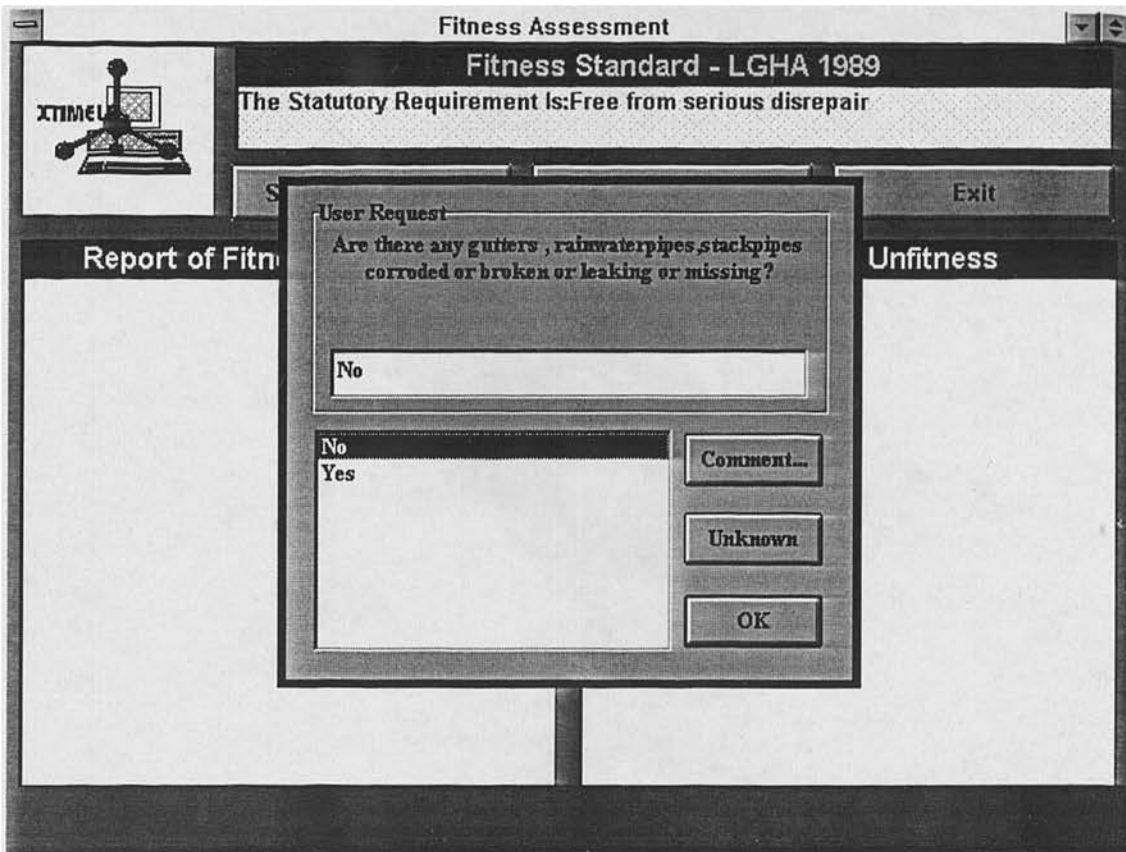 Fitness Assessment
Fitness Standard - LGHA 1989
The Statutory Requirement Is:Free from serious disrepair
XTIMEL
Exit
Report of Fitn
Unfitness
User Request
Are there any gutters , rainwaterpipes,stackpipes
corroded or broken or leaking or missing?
No
No
Yes
Comment...
Unknown
OK